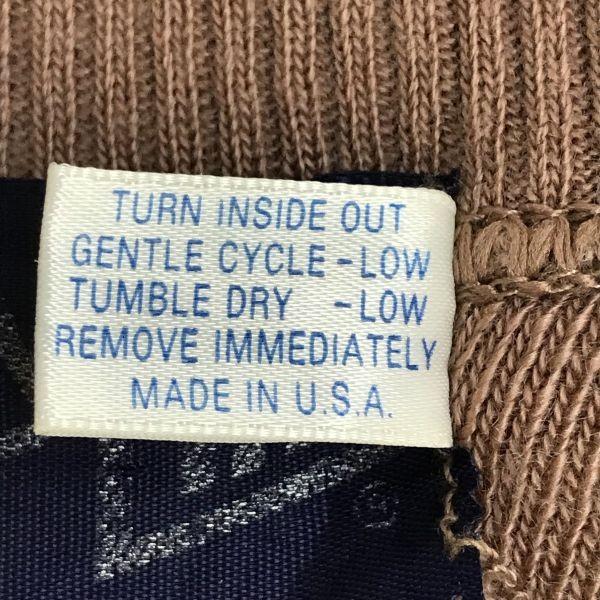 TURN INSIDE OUT
GENTLE CYCLE -LOW
TUMBLE DRY -LOW
REMOVE IMMEDIATELY
MADE IN U.S.A.